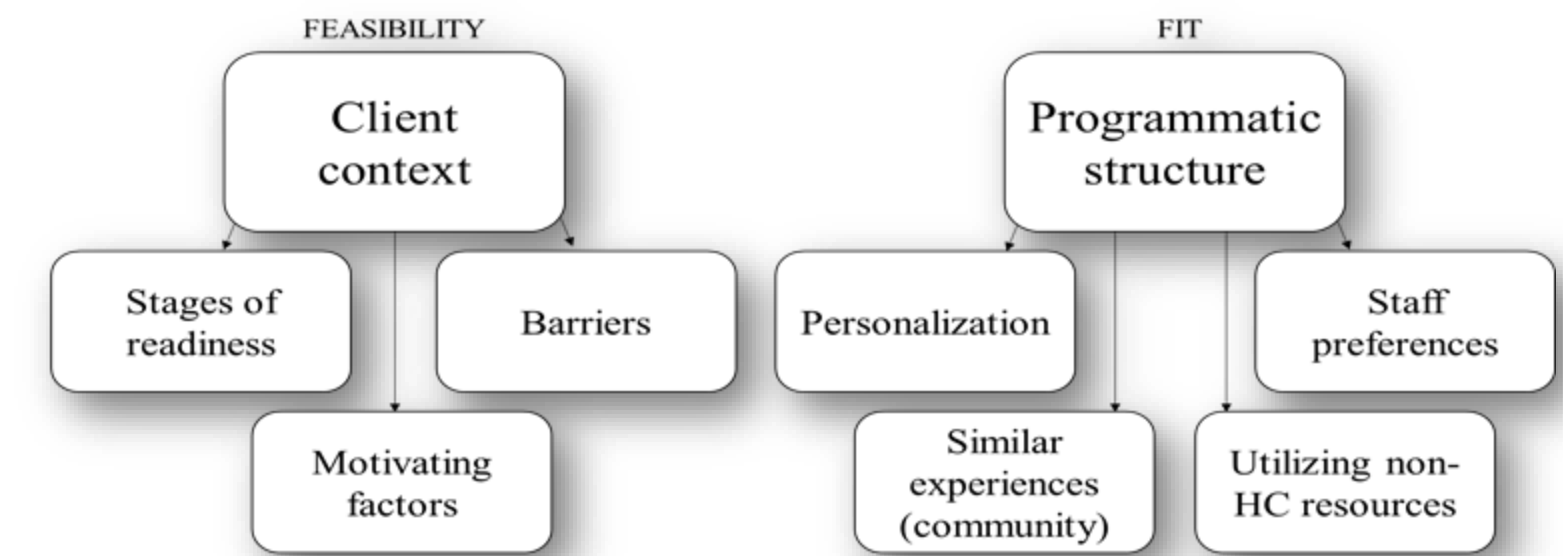 FEASIBILITY
Client
context
Stages of
readiness
Barriers
Motivating
factors
FIT
Programmatic
structure
Personalization
Staff
preferences
Similar
experiences
(community)
Utilizing non-
HC resources